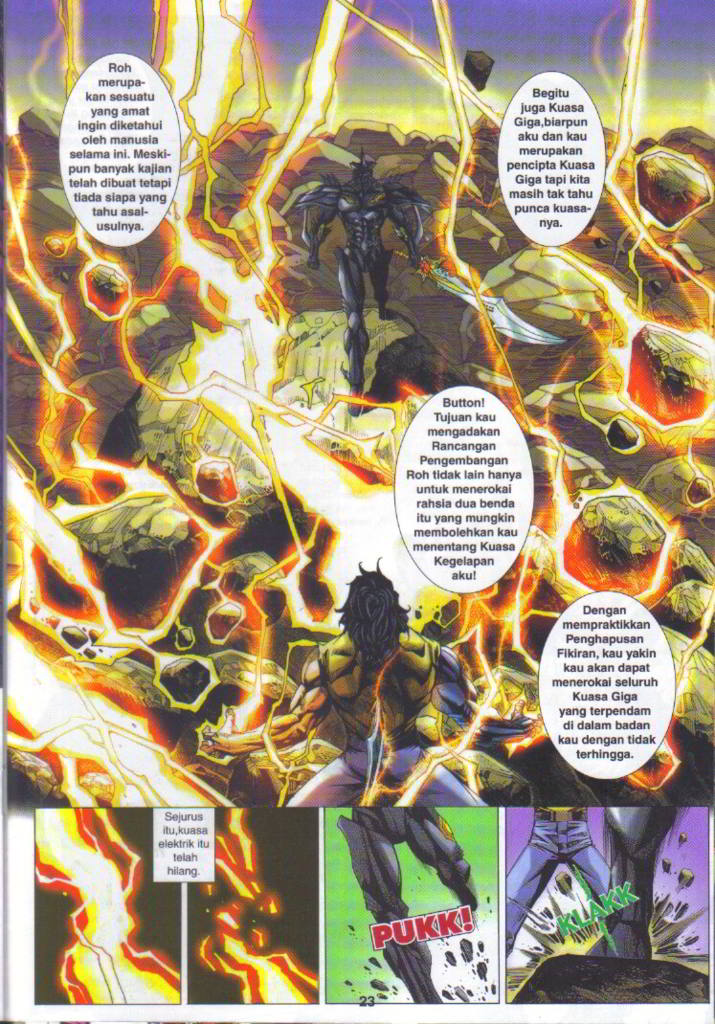 Roh
merupa-
kan sesuatu
yang amat
ingin diketahui
oleh manusia
selama ini. Meski-
pun banyak kajian
telah dibuat tetapi
tiada siapa yang
tahu asal-
usulnya.
Begitu
juga Kuasa
Giga,biarpun
aku dan kau
merupakan
pencipta Kuasa
Giga tapi kita
masih tak tahu
punca kuasa-
nya.
Button!
Tujuan kau
mengadakan
Rancangan
Pengembangan
Roh tidak lain hanya
untuk menerokai
rahsia dua benda
itu yang mungkin
membolehkan kau
menentang Kuasa
Kegelapan
aku!
Dengan
mempraktikkan
Penghapusan
Fikiran, kau yakin
kau akan dapat
menerokai seluruh
Kuasa Giga
yang terpendam
di dalam badan
kau dengan tidak
terhingga.
Sejurus
itu,kuasa
elektrik itu
telah
hilang.
PUKK!
KLAKK
23